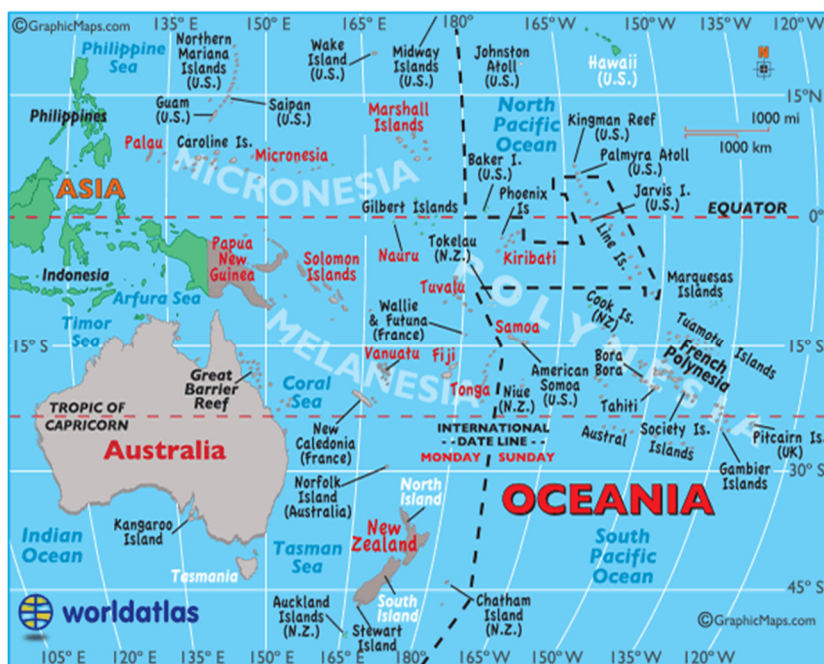 ©GraphicMaps.com
135°E
150°E
165°E
180°
165°W
150°W
135°W
120°W
Philippine
Sea
Northern
Mariana
Islands
(U.S.)
Wake
Island
(U.S.)
Midway
Islands
(U.S.)
Johnston
Atoll
(U.S.)
Hawaii
(U.S.)
N
Philippines
Guam
(U.S.)
Saipan
(U.S.)
Marshall
Islands
North
Pacific
Ocean
15°N
Kingman Reef
(U.S.)
1000 mi
1000 km
Palau
Caroline Is.
Micronesia
MICRONESIA
Baker I.
(U.S.)
Palmyra Atoll
(U.S.)
ASIA
Phoenix
Is
Jarvis I.
(U.S.)
Gilbert Islands
EQUATOR
0°
Indonesia
Papua
New
Guinea
Solomon
Islands
Nauru
Tokelau
(N.Z.)
Kiribati
Line Is.
Arfura Sea
Tuvalu
POLYNESIA
Marquesas
Islands
Timor
Sea
Wallie
& Futuna
(France)
Cook Is.
(NZ)
15°S
MELANESIA
Samoa
Tuamotu Islands
French
Polynesia
Great
Barrier
Reef
Coral
Sea
Vanuatu
Fiji
Tonga
American
Somoa
(U.S.)
Bora
Bora
Niue
(N.Z.)
Tahiti
TROPIC OF
CAPRICORN
Australia
New
Caledonia
(France)
INTERNATIONAL
DATE LINE
MONDAY
SUNDAY
Austral
Islands
Society Is.
Pitcairn Is.
(UK)
Gambier
Islands
30°S
Norfolk
Island
(Australia)
North
Island
OCEANIA
Indian
Ocean
Kangaroo
Island
New
Zealand
Tasman
Sea
South
Pacific
Ocean
Tasmania
South
Island
45°S
worldatlas
Auckland
Islands
(N.Z.)
Stewart
Island
Chatham
Island
(N.Z.)
©GraphicMaps.com
105°E
120°E
135°E
150°E
165°E
180°
165°W
150°W
135°W
120°W